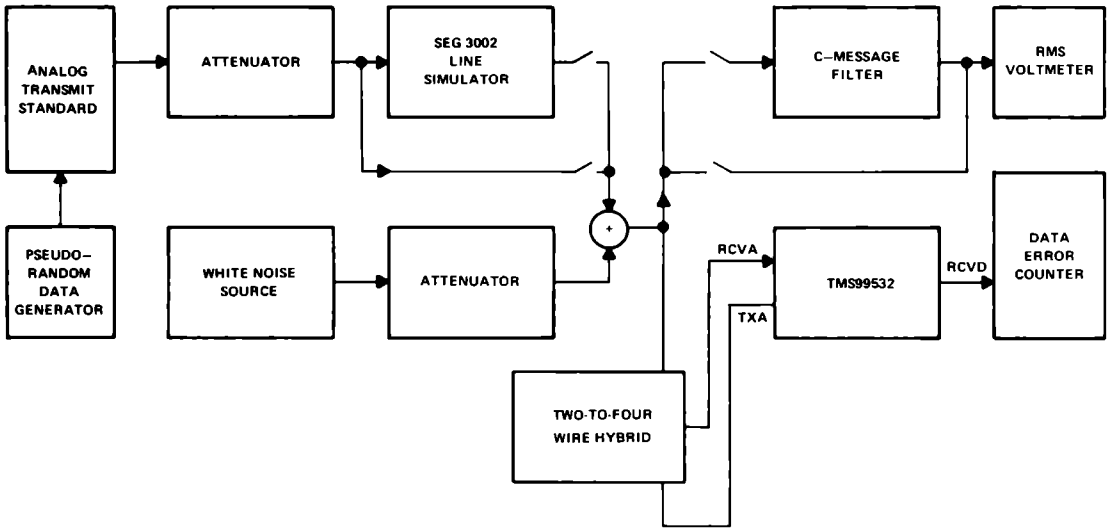 ANALOG
TRANSMIT
STANDARD
ATTENUATOR
SEG 3002
LINE
SIMULATOR
C–MESSAGE
FILTER
RMS
VOLTMETER
PSEUDO–
RANDOM
DATA
GENERATOR
WHITE NOISE
SOURCE
ATTENUATOR
+
RCVA
TXA
TMS99532
RCVD
DATA
ERROR
COUNTER
TWO-TO-FOUR
WIRE HYBRID